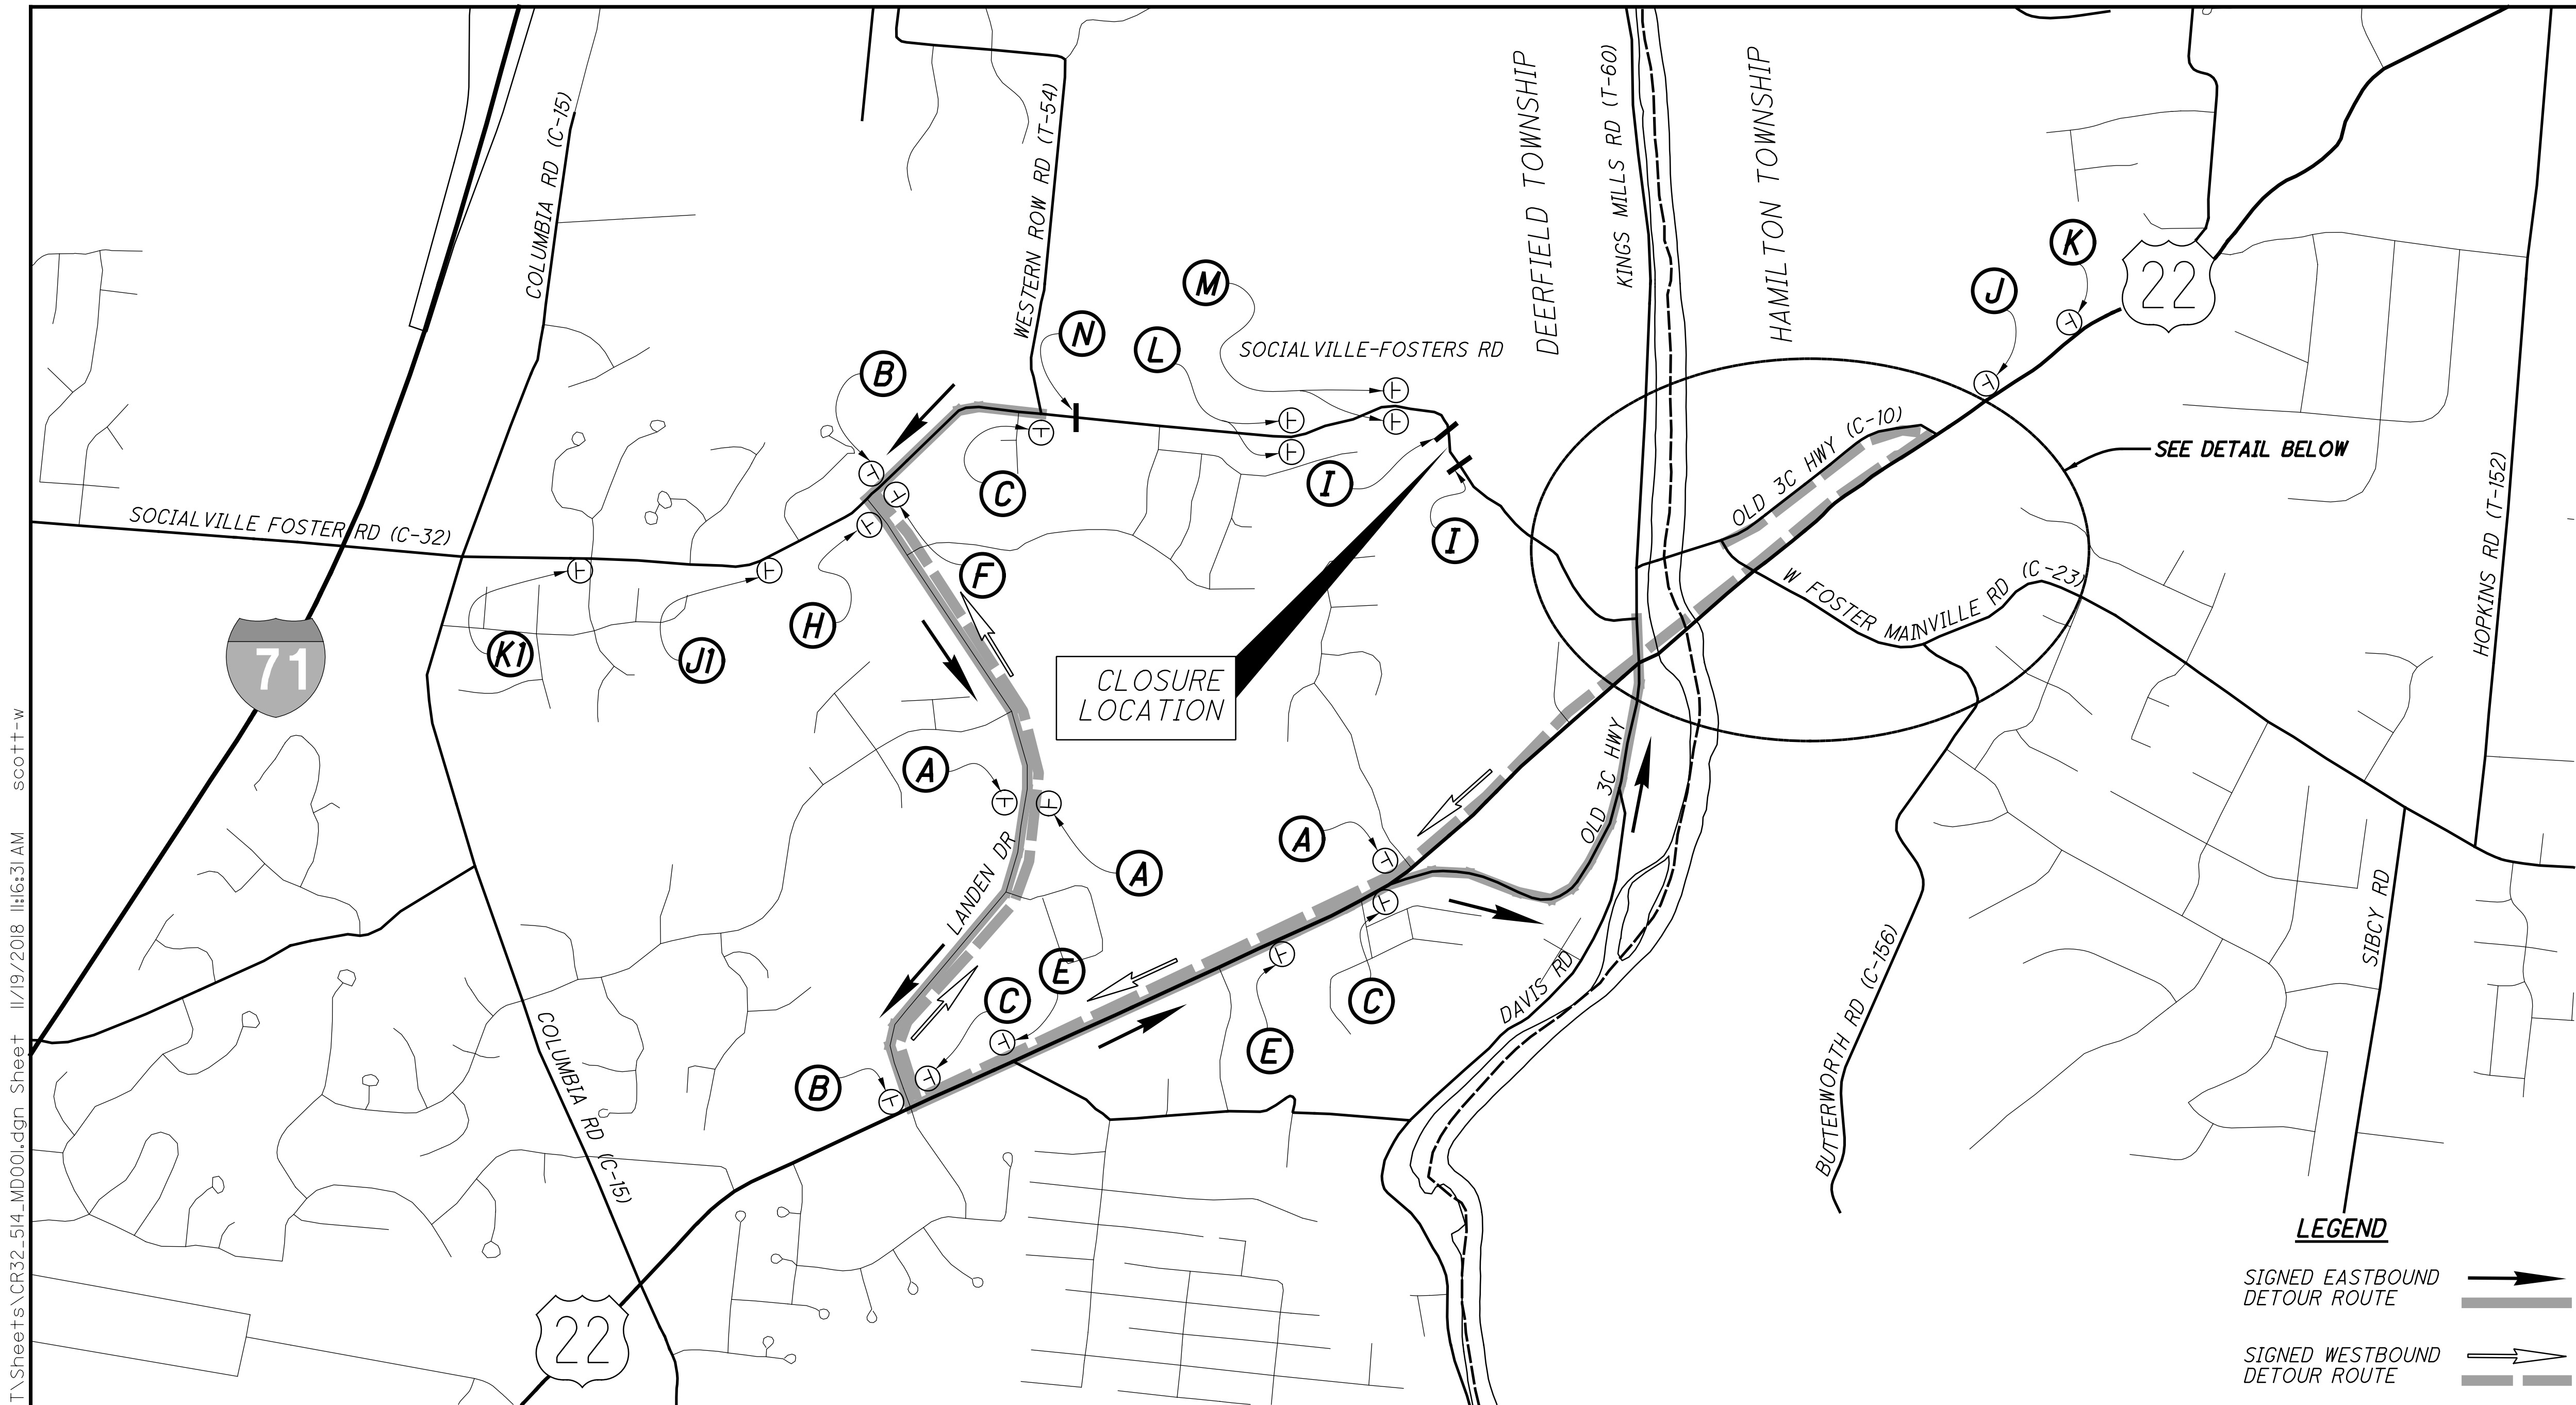 COLUMBIA RD (C-15)
WESTERN ROW RD (T-54)
DEERFIELD TOWNSHIP
KINGS MILLS RD (T-60)
HAMILTON TOWNSHIP
K
22
J
M
N
L
SOCIALVILLE-FOSTERS RD
B
OLD 3C HWY (C-10)
SEE DETAIL BELOW
C
I
I
SOCIALVILLE FOSTER RD (C-32)
HOPKINS RD (T-152)
F
W FOSTER MAINVILLE RD (C-23)
H
K1
J1
71
CLOSURE
LOCATION
A
A
A
OLD 3C HWY
LANDEN DR
E
C
C
DAVIS RD
SIBCY RD
COLUMBIA RD (C-15)
B
E
BUTTERWORTH RD (C-156)
22
LEGEND
SIGNED EASTBOUND
DETOUR ROUTE
SIGNED WESTBOUND
DETOUR ROUTE
T\Sheets\CR32_514_MD001.dgn Sheet 11/19/2018 11:16:31 AM scott-w